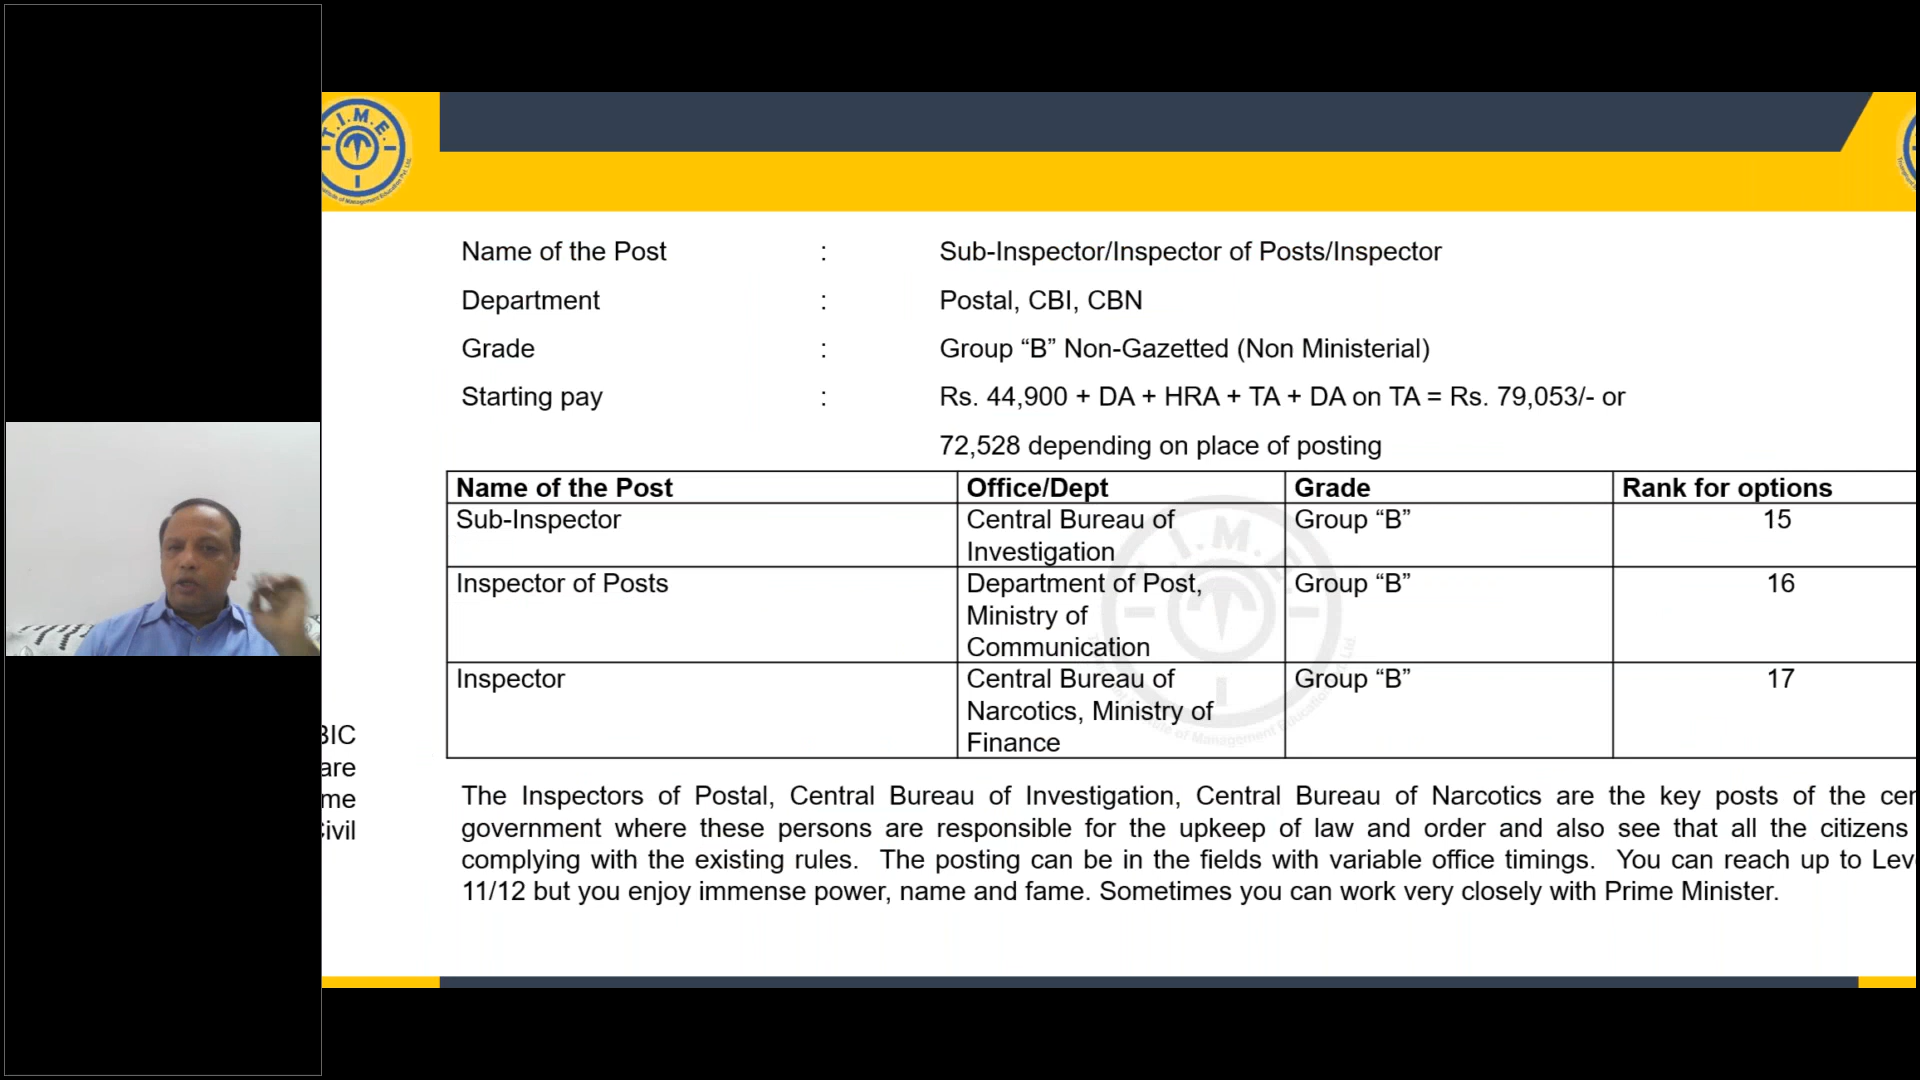 T.I.M.E.
Name of the Post : Sub-Inspector/Inspector of Posts/Inspector
Department : Postal, CBI, CBN
Grade : Group “B” Non-Gazetted (Non Ministerial)
Starting pay : Rs. 44,900 + DA + HRA + TA + DA on TA = Rs. 79,053/- or
72,528 depending on place of posting
Name of the Post Office/Dept Grade Rank for options
Sub-Inspector Central Bureau of Group “B” 15
Investigation
Inspector of Posts Department of Post, Group “B” 16
Ministry of
Communication
Inspector Central Bureau of Group “B” 17
Narcotics, Ministry of
Finance
BIC
are
me
Civil
The Inspectors of Postal, Central Bureau of Investigation, Central Bureau of Narcotics are the key posts of the cen
government where these persons are responsible for the upkeep of law and order and also see that all the citizens
complying with the existing rules. The posting can be in the fields with variable office timings. You can reach up to Lev
11/12 but you enjoy immense power, name and fame. Sometimes you can work very closely with Prime Minister.